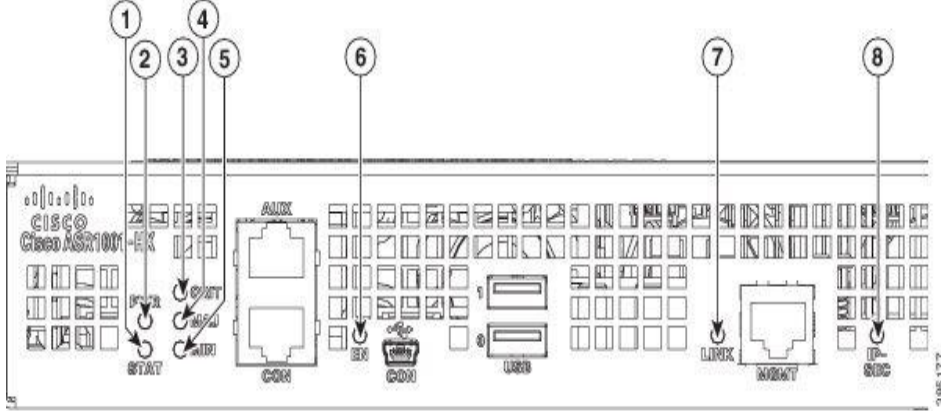 1
2
3
4
5
6
7
8
CISCO
Cisco ASR1001-HX
AUX
PWR
CRIT
MAJ
MIN
STAT
CON
EN
CON
1
0
USB
LINK
MGMT
IP-
SEC